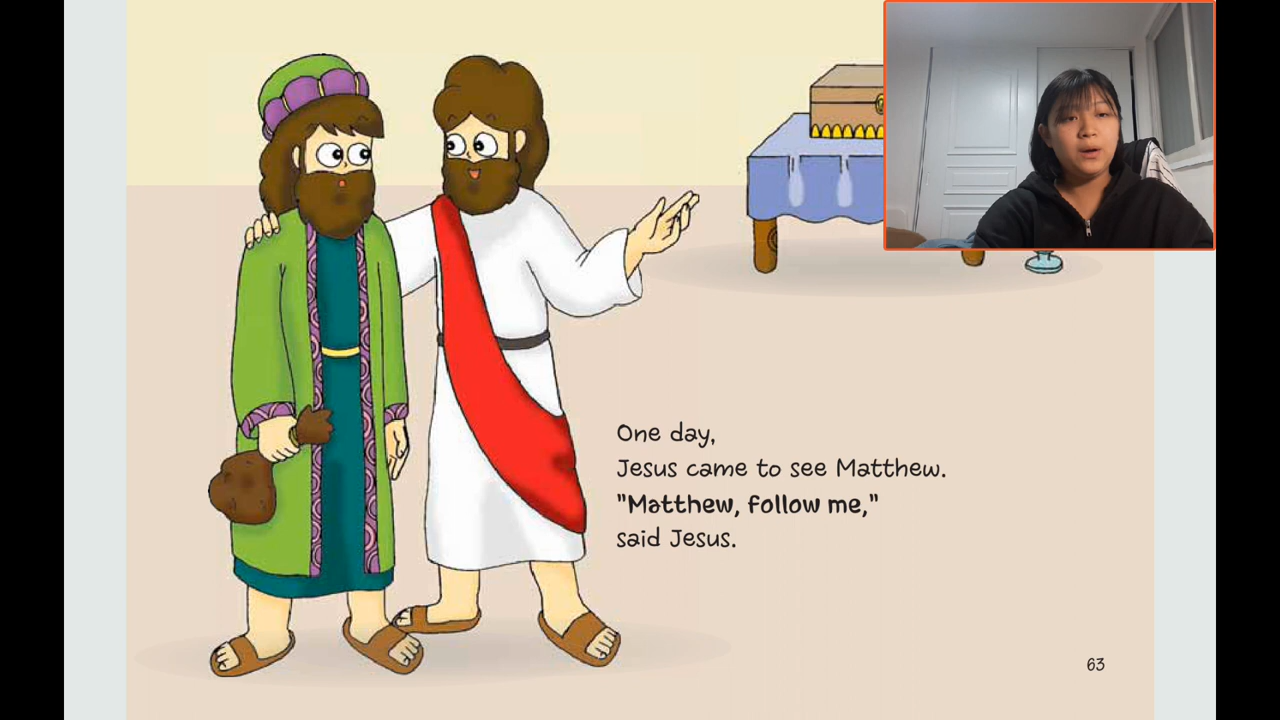 One day,
Jesus came to see Matthew.
"Matthew, follow me,"
said Jesus.
63